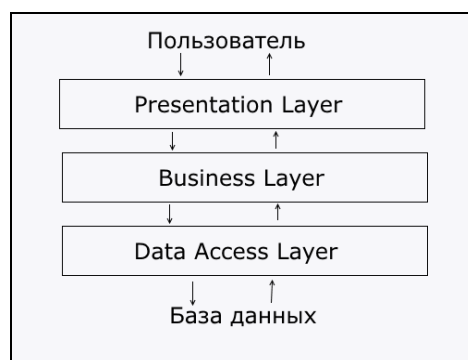 Пользователь
Presentation Layer
Business Layer
Data Access Layer
База данных